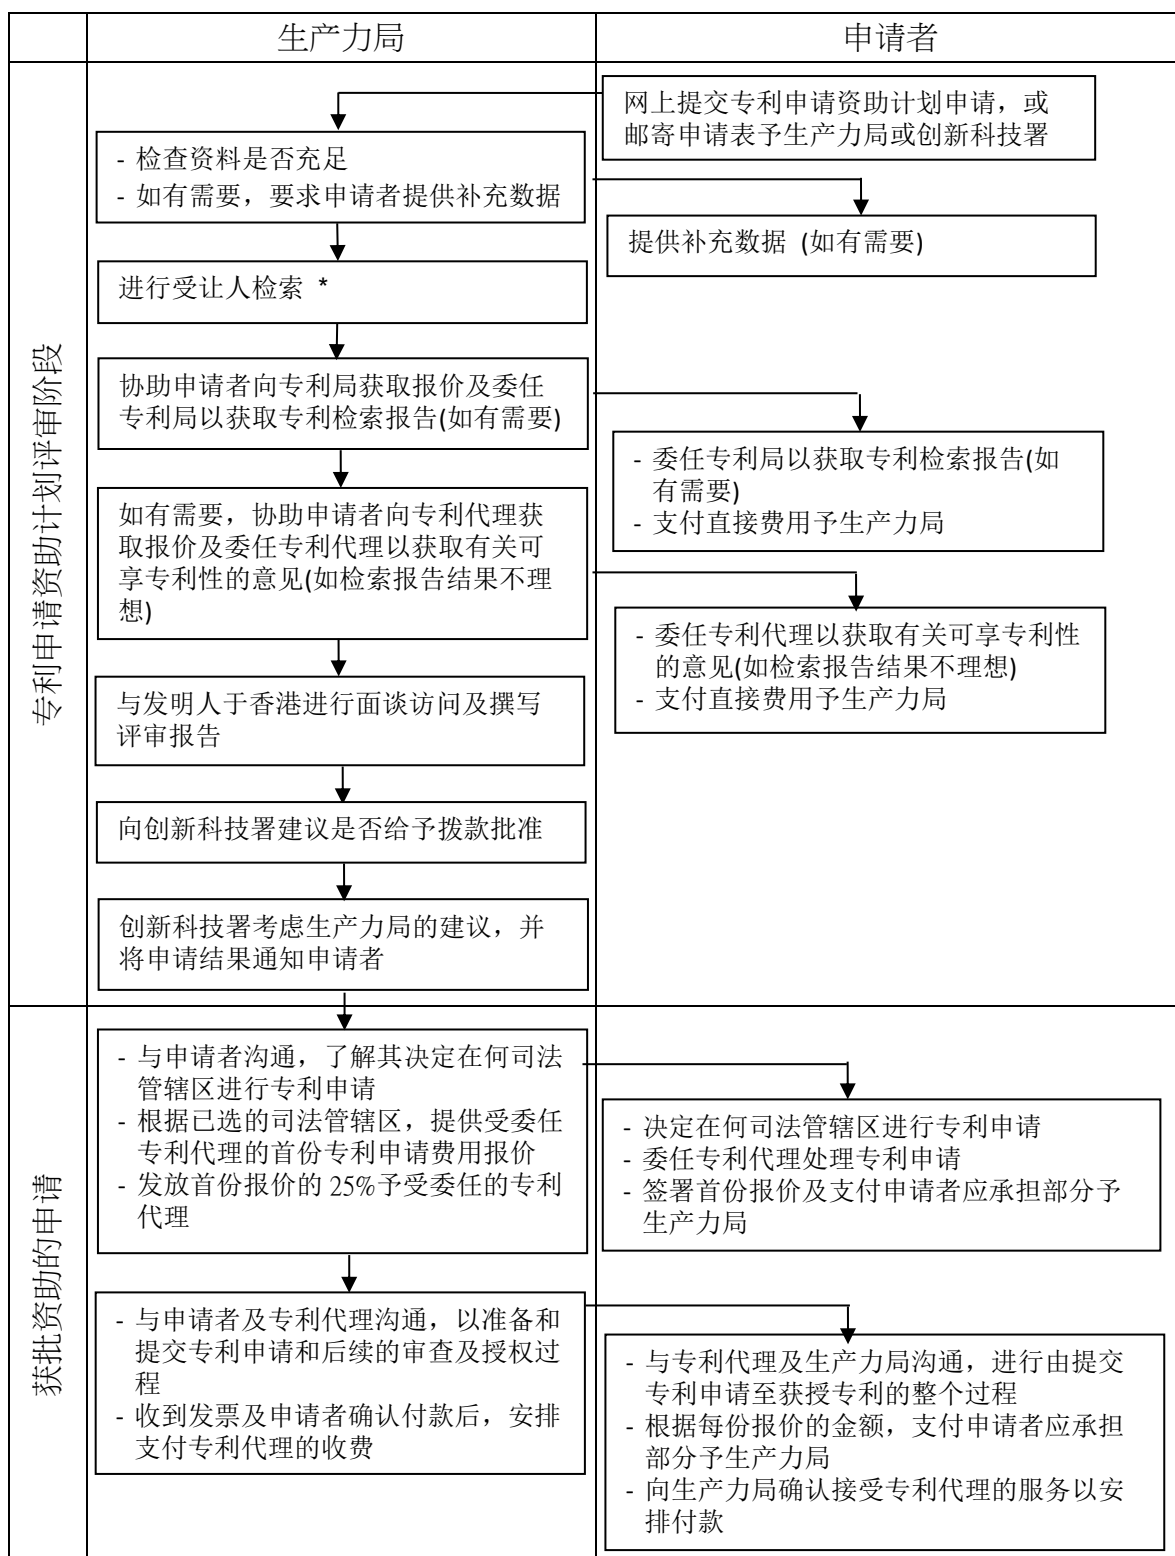 生产力局
申请者
专利申请资助计划评审阶段
网上提交专利申请资助计划申请，或
邮寄申请表予生产力局或创新科技署
- 检查资料是否充足
- 如有需要，要求申请者提供补充数据
提供补充数据 (如有需要)
进行受让人检索 *
协助申请者向专利局获取报价及委任
专利局以获取专利检索报告(如有需要)
- 委任专利局以获取专利检索报告(如
有需要)
- 支付直接费用予生产力局
如有需要，协助申请者向专利代理获
取报价及委任专利代理以获取有关可
享专利性的意见(如检索报告结果不理
想)
- 委任专利代理以获取有关可享专利性
的意见(如检索报告结果不理想)
- 支付直接费用予生产力局
与发明人于香港进行面谈访问及撰写
评审报告
向创新科技署建议是否给予拨款批准
创新科技署考虑生产力局的建议，并
将申请结果通知申请者
获批资助的申请
- 与申请者沟通，了解其决定在何司法
管辖区进行专利申请
- 根据已选的司法管辖区，提供受委任
专利代理的首份专利申请费用报价
- 发放首份报价的 25%予受委任的专利
代理
- 决定在何司法管辖区进行专利申请
- 委任专利代理处理专利申请
- 签署首份报价及支付申请者应承担部分予
生产力局
- 与申请者及专利代理沟通，以准备和
提交专利申请和后续的审查及授权过
程
- 收到发票及申请者确认付款后，安排
支付专利代理的收费
- 与专利代理及生产力局沟通，进行由提交
专利申请至获授专利的整个过程
- 根据每份报价的金额，支付申请者应承担
部分予生产力局
- 向生产力局确认接受专利代理的服务以安
排付款